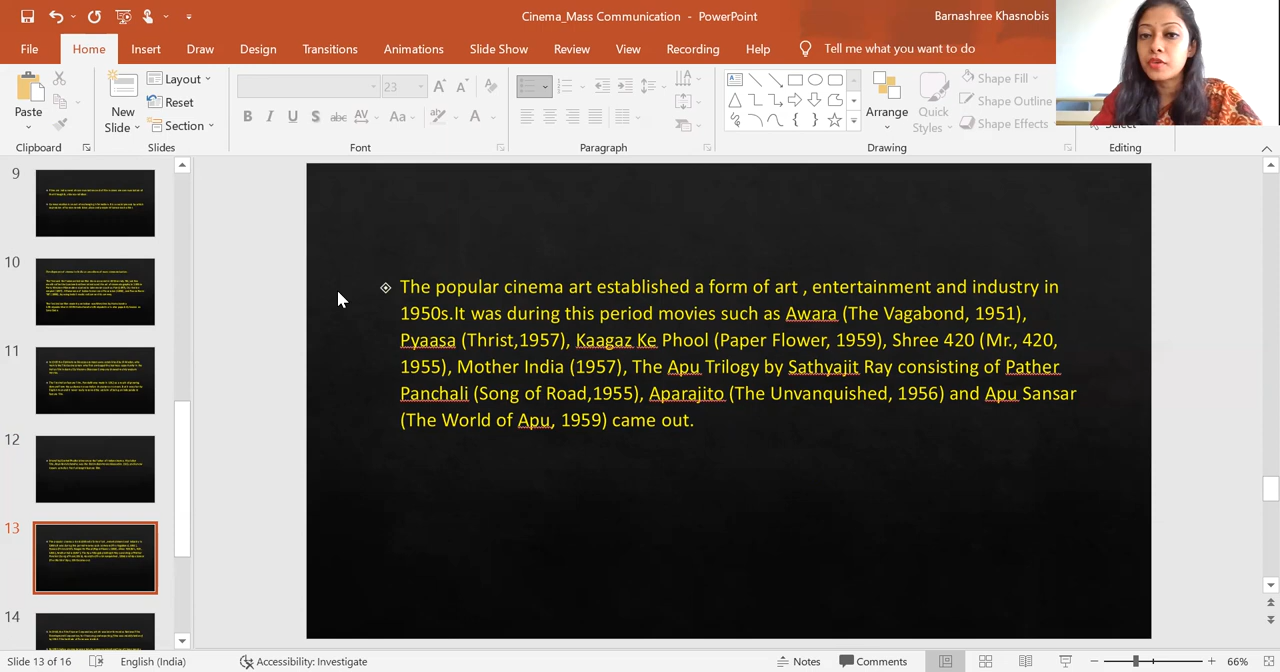 Cinema_Mass Communication - PowerPoint
Barnashree Khasnobis
File Home Insert Draw Design Transitions Animations Slide Show Review View Recording Help Tell me what you want to do
Paste
Clipboard
New
Slide
Layout
Reset
Section
Slides
23
B I U S abc AV Aa A
Font
Paragraph
Arrange
Quick
Styles
Shape Fill
Shape Outline
Shape Effects
Drawing
Select
Editing
9
10
11
12
13
14
The popular cinema art established a form of art , entertainment and industry in
1950s.It was during this period movies such as Awara (The Vagabond, 1951),
Pyaasa (Thrist,1957), Kaagaz Ke Phool (Paper Flower, 1959), Shree 420 (Mr., 420,
1955), Mother India (1957), The Apu Trilogy by Sathyajit Ray consisting of Pather
Panchali (Song of Road,1955), Aparajito (The Unvanquished, 1956) and Apu Sansar
(The World of Apu, 1959) came out.
Slide 13 of 16 English (India) Accessibility: Investigate Notes Comments 66%